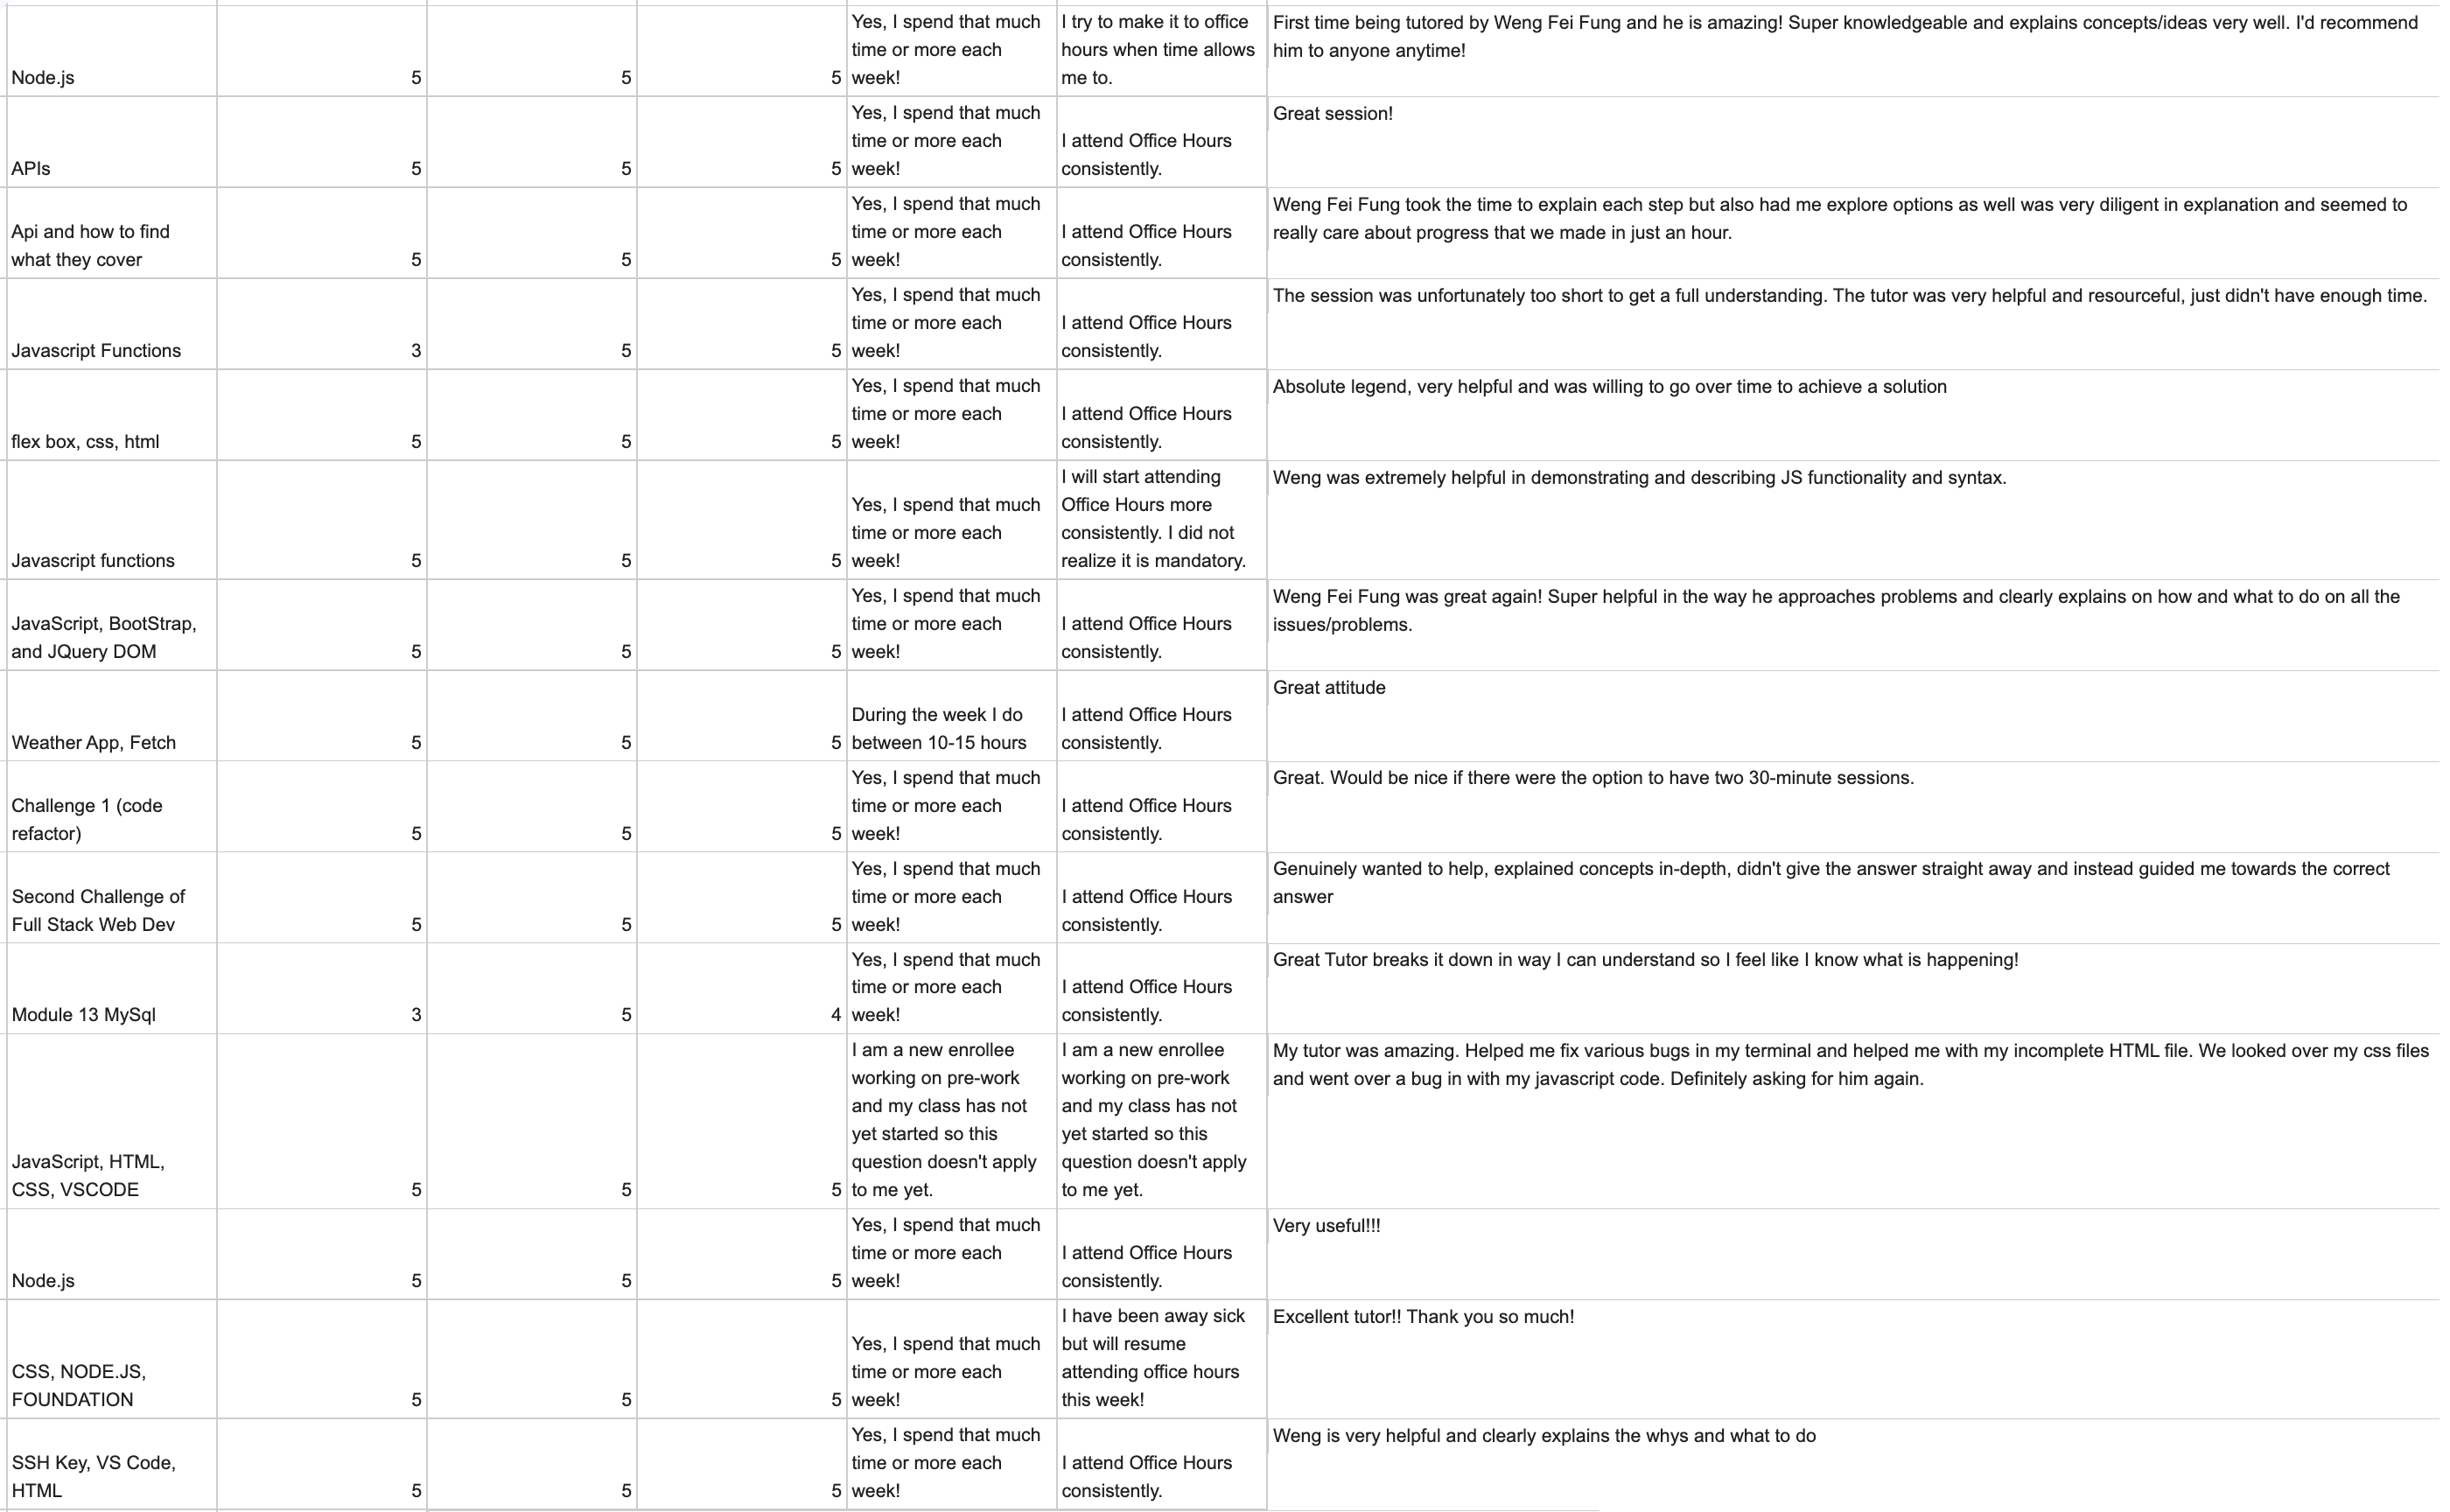 Node.js
5
5
5
Yes, I spend that much
time or more each
week!
I try to make it to office
hours when time allows
me to.
First time being tutored by Weng Fei Fung and he is amazing! Super knowledgeable and explains concepts/ideas very well. I'd recommend
him to anyone anytime!
APIs
5
5
5
Yes, I spend that much
time or more each
week!
I attend Office Hours
consistently.
Great session!
Api and how to find
what they cover
5
5
5
Yes, I spend that much
time or more each
week!
I attend Office Hours
consistently.
Weng Fei Fung took the time to explain each step but also had me explore options as well was very diligent in explanation and seemed to
really care about progress that we made in just an hour.
Javascript Functions
3
5
5
Yes, I spend that much
time or more each
week!
I attend Office Hours
consistently.
The session was unfortunately too short to get a full understanding. The tutor was very helpful and resourceful, just didn't have enough time.
flex box, css, html
5
5
5
Yes, I spend that much
time or more each
week!
I attend Office Hours
consistently.
Absolute legend, very helpful and was willing to go over time to achieve a solution
Javascript functions
5
5
5
Yes, I spend that much
time or more each
week!
I will start attending
Office Hours more
consistently. I did not
realize it is mandatory.
Weng was extremely helpful in demonstrating and describing JS functionality and syntax.
JavaScript, BootStrap,
and JQuery DOM
5
5
5
Yes, I spend that much
time or more each
week!
I attend Office Hours
consistently.
Weng Fei Fung was great again! Super helpful in the way he approaches problems and clearly explains on how and what to do on all the
issues/problems.
Weather App, Fetch
5
5
5
During the week I do
between 10-15 hours
I attend Office Hours
consistently.
Great attitude
Challenge 1 (code
refactor)
5
5
5
Yes, I spend that much
time or more each
week!
I attend Office Hours
consistently.
Great. Would be nice if there were the option to have two 30-minute sessions.
Second Challenge of
Full Stack Web Dev
5
5
5
Yes, I spend that much
time or more each
week!
I attend Office Hours
consistently.
Genuinely wanted to help, explained concepts in-depth, didn't give the answer straight away and instead guided me towards the correct
answer
Module 13 MySql
3
5
4
Yes, I spend that much
time or more each
week!
I attend Office Hours
consistently.
Great Tutor breaks it down in way I can understand so I feel like I know what is happening!
JavaScript, HTML,
CSS, VSCODE
5
5
5
I am a new enrollee
working on pre-work
and my class has not
yet started so this
question doesn't apply
to me yet.
I am a new enrollee
working on pre-work
and my class has not
yet started so this
question doesn't apply
to me yet.
My tutor was amazing. Helped me fix various bugs in my terminal and helped me with my incomplete HTML file. We looked over my css files
and went over a bug in with my javascript code. Definitely asking for him again.
Node.js
5
5
5
Yes, I spend that much
time or more each
week!
I attend Office Hours
consistently.
Very useful!!!
CSS, NODE.JS,
FOUNDATION
5
5
5
Yes, I spend that much
time or more each
week!
I have been away sick
but will resume
attending office hours
this week!
Excellent tutor!! Thank you so much!
SSH Key, VS Code,
HTML
5
5
5
Yes, I spend that much
time or more each
week!
I attend Office Hours
consistently.
Weng is very helpful and clearly explains the whys and what to do